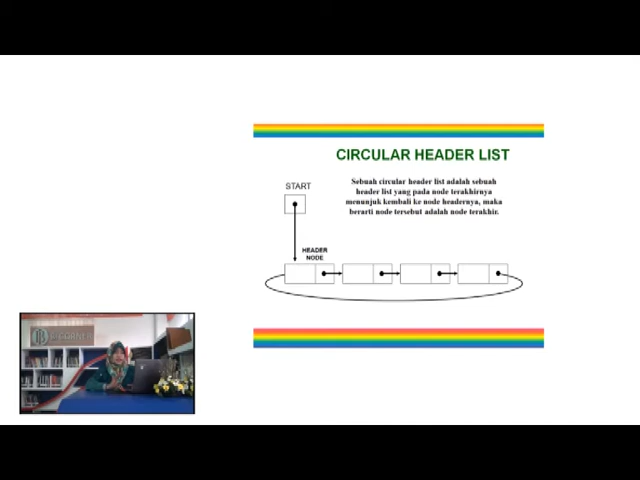 CIRCULAR HEADER LIST
Sebuah circular header list adalah sebuah
header list yang pada node terakhirnya
menunjuk kembali ke node headernya, maka
berarti node tersebut adalah node terakhir.
START
HEADER
NODE
CORNER